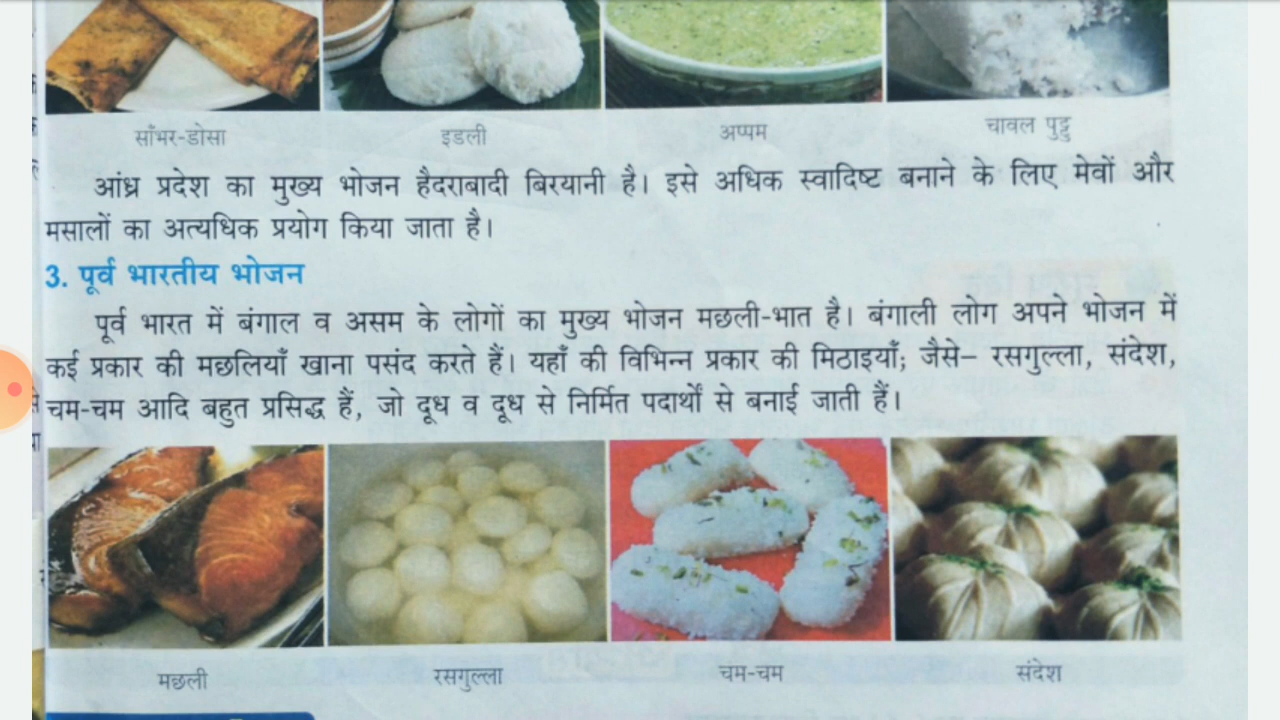 साँभर-डोसा
इडली
अप्पम
चावल पुट्टु
आंध्र प्रदेश का मुख्य भोजन हैदराबादी बिरयानी है। इसे अधिक स्वादिष्ट बनाने के लिए मेवों और
मसालों का अत्यधिक प्रयोग किया जाता है।
3. पूर्व भारतीय भोजन
पूर्व भारत में बंगाल व असम के लोगों का मुख्य भोजन मछली-भात है। बंगाली लोग अपने भोजन में
कई प्रकार की मछलियाँ खाना पसंद करते हैं। यहाँ की विभिन्न प्रकार की मिठाइयाँ; जैसे– रसगुल्ला, संदेश,
चम-चम आदि बहुत प्रसिद्ध हैं, जो दूध व दूध से निर्मित पदार्थों से बनाई जाती हैं।
मछली
रसगुल्ला
चम-चम
संदेश